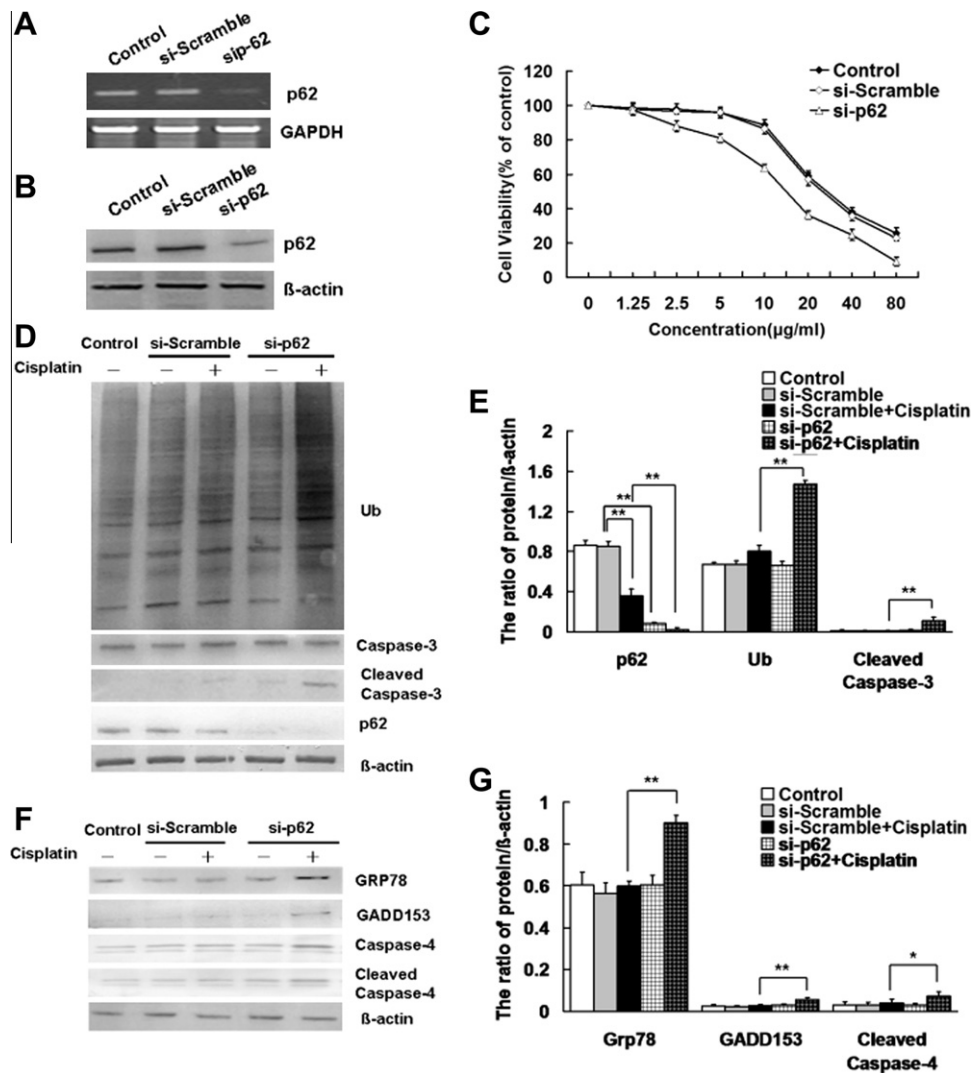 A
Control
si-Scramble
sip-62
p62
GAPDH
B
Control
si-Scramble
si-p62
p62
ß-actin
C
Control
si-Scramble
si-p62
Cell Viability(% of control)
120
100
80
60
40
20
0
0 1.25 2.5 5 10 20 40 80
Concentration(µg/ml)
D
Control si-Scramble si-p62
Cisplatin − − + − +
Ub
Caspase-3
Cleaved
Caspase-3
p62
ß-actin
E
Control
si-Scramble
si-Scramble+Cisplatin
si-p62
si-p62+Cisplatin
The ratio of protein/ß-actin
2
1.6
1.2
0.8
0.4
0
**
**
**
**
**
p62 Ub Cleaved
Caspase-3
F
Control si-Scramble si-p62
Cisplatin − − + − +
GRP78
GADD153
Caspase-4
Cleaved
Caspase-4
ß-actin
G
Control
si-Scramble
si-Scramble+Cisplatin
si-p62
si-p62+Cisplatin
The ratio of protein/ß-actin
1
0.8
0.6
0.4
0.2
0
**
**
*
Grp78 GADD153 Cleaved
Caspase-4